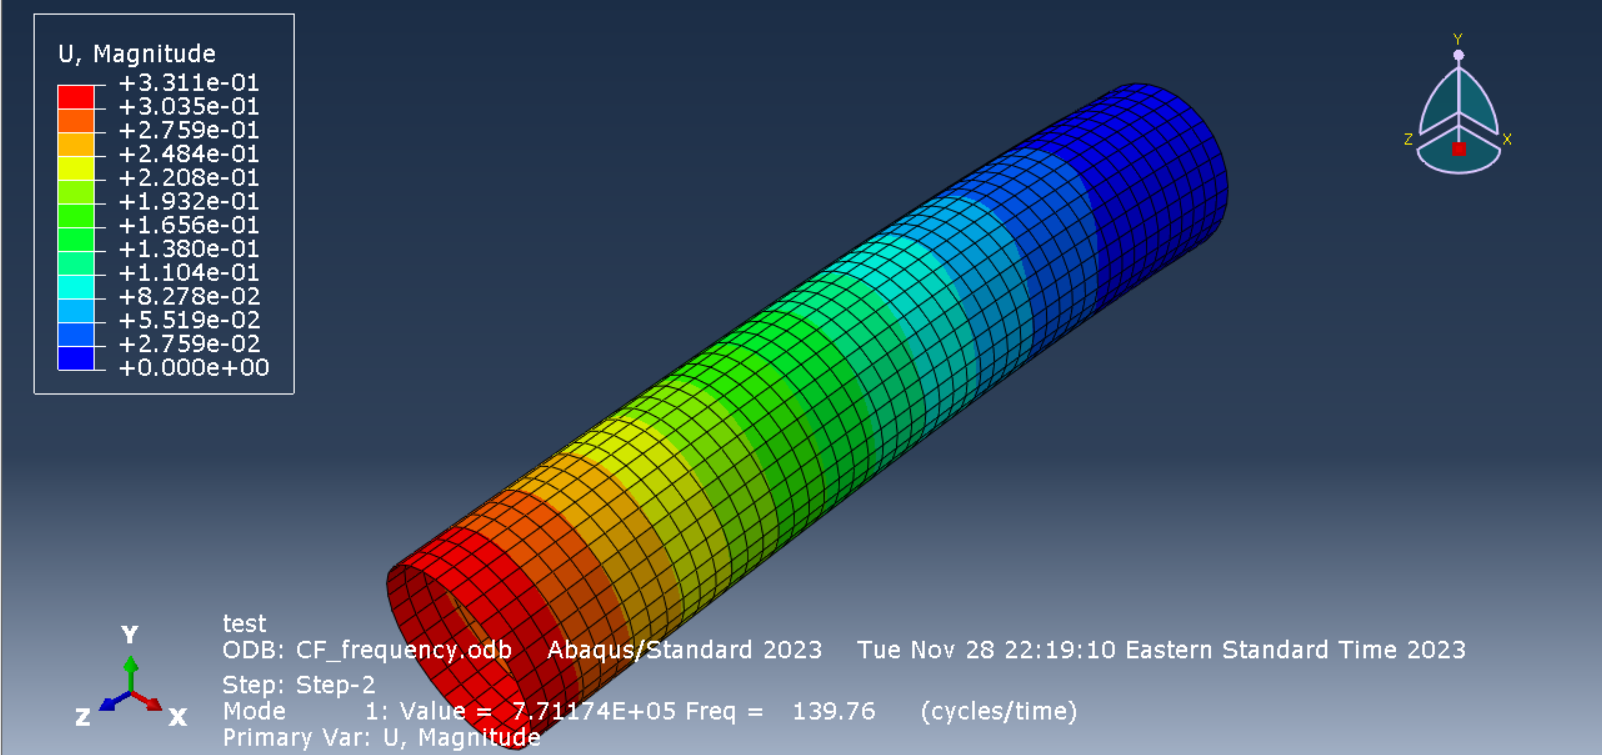 U, Magnitude
+3.311e-01
+3.035e-01
+2.759e-01
+2.484e-01
+2.208e-01
+1.932e-01
+1.656e-01
+1.380e-01
+1.104e-01
+8.278e-02
+5.519e-02
+2.759e-02
+0.000e+00
Y
Z X
Y
Z X
test
ODB: CF_frequency.odb Abaqus/Standard 2023 Tue Nov 28 22:19:10 Eastern Standard Time 2023
Step: Step-2
Mode 1: Value = 7.71174E+05 Freq = 139.76 (cycles/time)
Primary Var: U, Magnitude